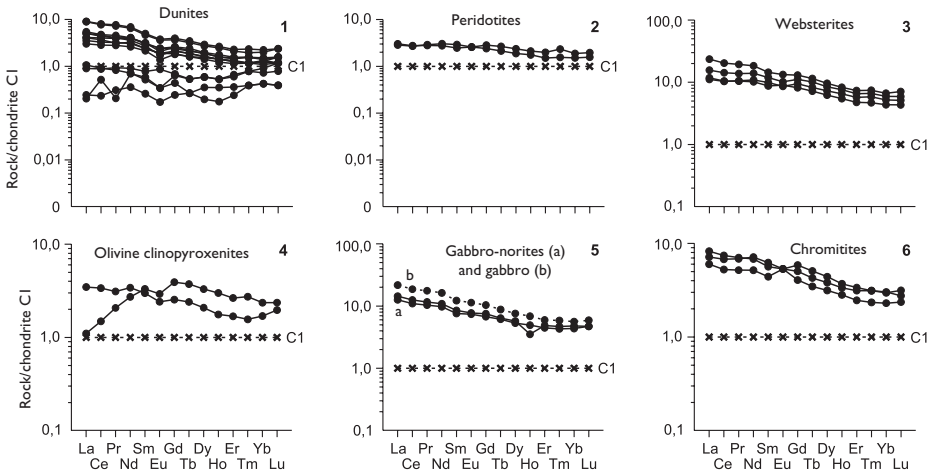 Dunites
1
10,0
1,0
0,1
0,01
0
C1
Rock/chondrite C1
Peridotites
2
10,0
1,0
0,1
0,01
0
C1
Websterites
3
100,0
10,0
1,0
0,1
C1
Olivine clinopyroxenites
4
10,0
1,0
0,1
C1
Rock/chondrite C1
La Pr Sm Gd Dy Er Yb
Ce Nd Eu Tb Ho Tm Lu
Gabbro-norites (a)
and gabbro (b)
5
100,0
10,0
1,0
0,1
b
a
C1
La Pr Sm Gd Dy Er Yb
Ce Nd Eu Tb Ho Tm Lu
Chromitites
6
10,0
1,0
0,1
C1
La Pr Sm Gd Dy Er Yb
Ce Nd Eu Tb Ho Tm Lu